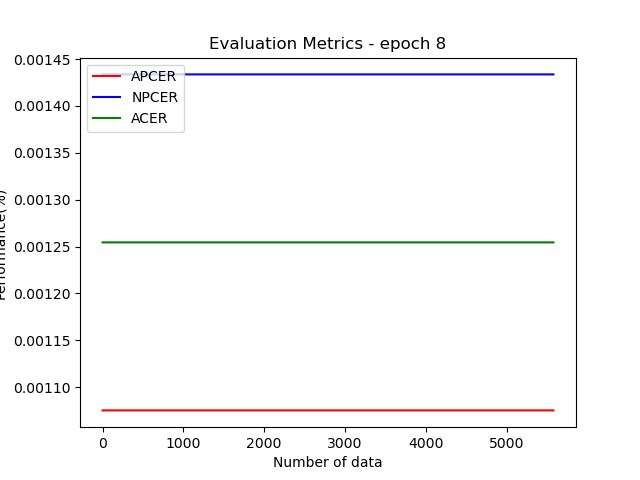 Evaluation Metrics - epoch 8
0.00145
0.00140
0.00135
0.00130
0.00125
0.00120
0.00115
0.00110
Performance(%)
APCER
NPCER
ACER
0 1000 2000 3000 4000 5000
Number of data